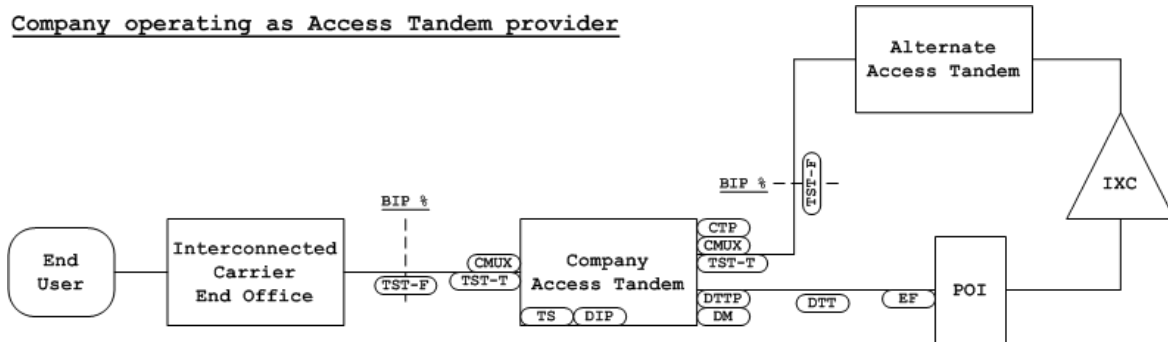 Company operating as Access Tandem provider
Alternate
Access Tandem
TST-F
BIP %
IXC
BIP %
End
User
Interconnected
Carrier
End Office
TST-F
CMUX
TST-T
Company
Access Tandem
TS
DIP
CTP
CMUX
TST-T
DTTP
DM
DTT
EF
POI